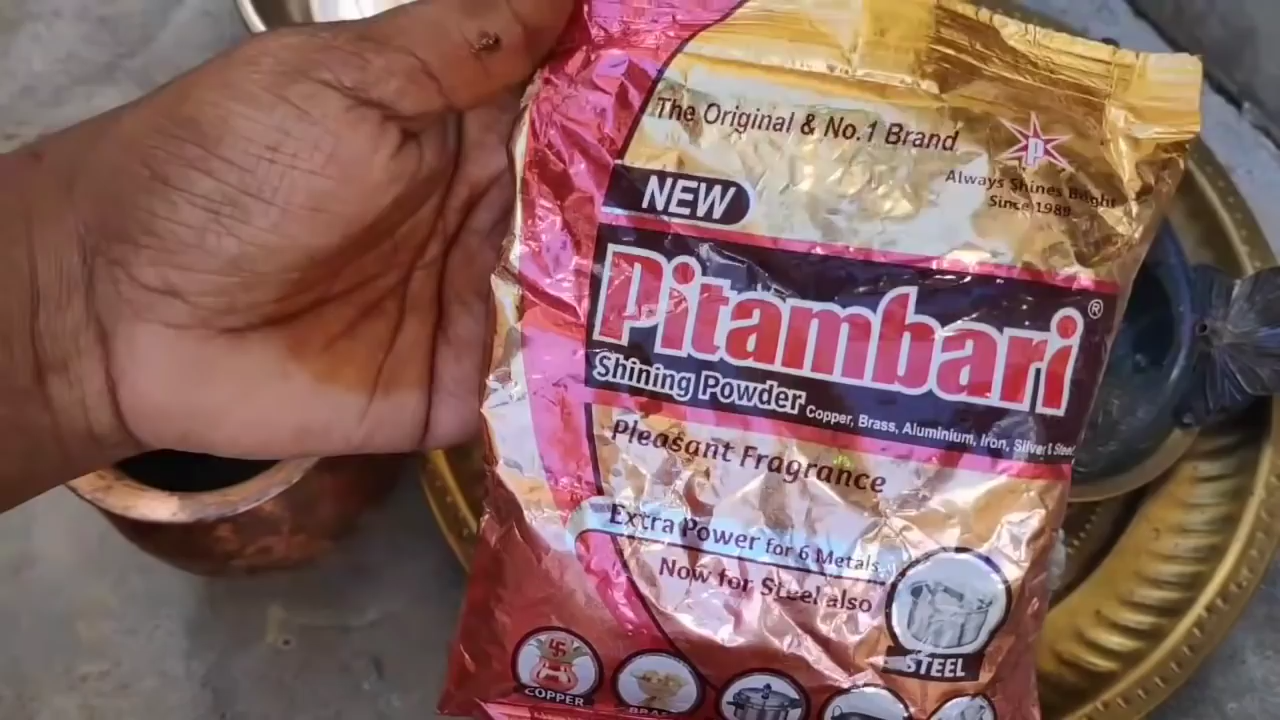 The Original & No.1 Brand
P
Always Shines Bright
Since 1989
NEW
Pitambari®
Shining Powder Copper, Brass, Aluminium, Iron, Silver & Steel
Pleasant Fragrance
Extra Power for 6 Metals
Now for Steel also
STEEL
COPPER